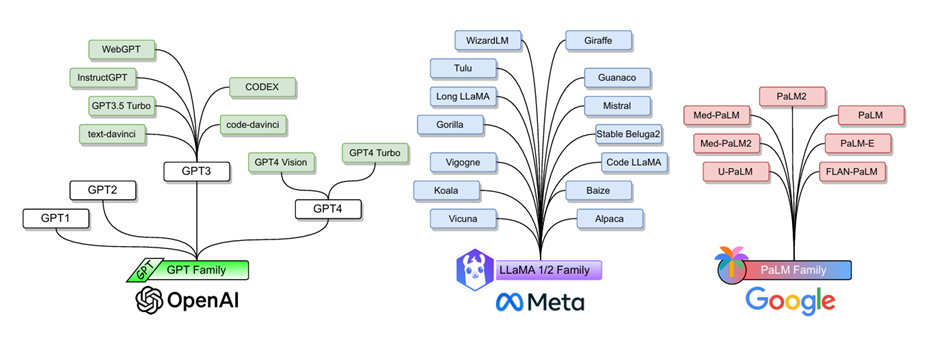 WebGPT
InstructGPT
GPT3.5 Turbo
text-davinci
CODEX
code-davinci
GPT3
GPT4 Vision
GPT4 Turbo
GPT4
GPT2
GPT1
GPT
GPT Family
OpenAI
WizardLM
Tulu
Long LLaMA
Gorilla
Vigogne
Koala
Vicuna
Giraffe
Guanaco
Mistral
Stable Beluga2
Code LLaMA
Baize
Alpaca
LLaMA 1/2 Family
Meta
PaLM2
Med-PaLM
Med-PaLM2
U-PaLM
PaLM
PaLM-E
FLAN-PaLM
PaLM Family
Google